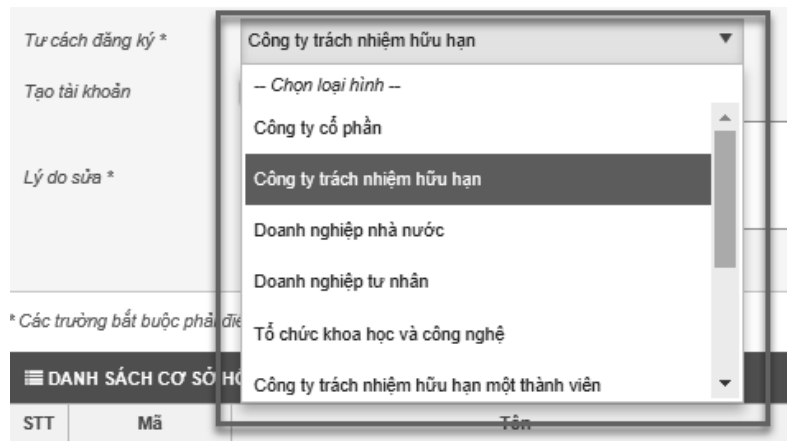 Tư cách đăng ký *
Công ty trách nhiệm hữu hạn
Tạo tài khoản
-- Chọn loại hình --
Công ty cổ phần
Lý do sửa *
Công ty trách nhiệm hữu hạn
Doanh nghiệp nhà nước
Doanh nghiệp tư nhân
* Các trường bắt buộc phải
Tổ chức khoa học và công nghệ
DANH SÁCH CƠ SỞ
Công ty trách nhiệm hữu hạn một thành viên
STT Mã Tên